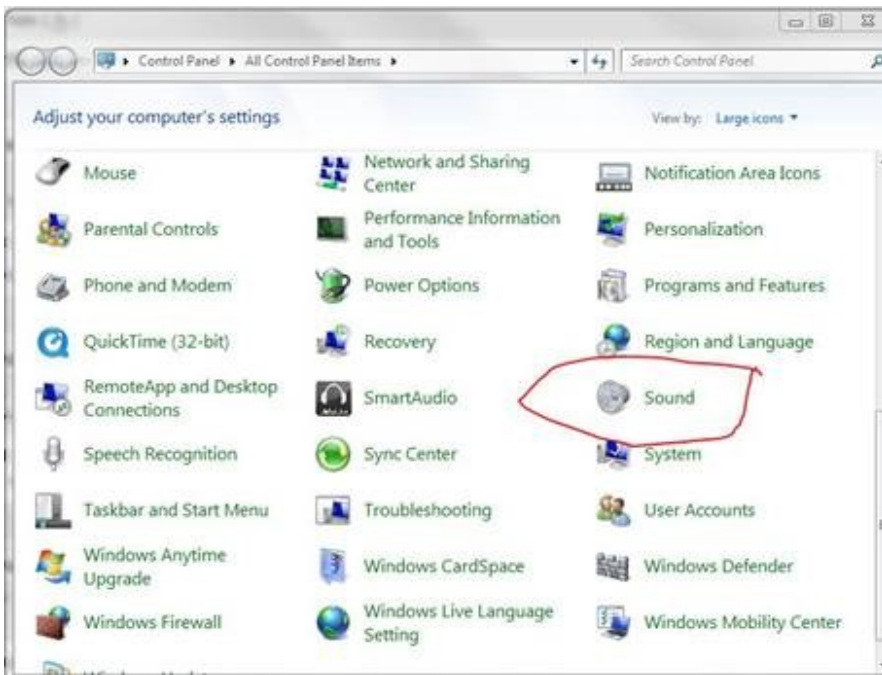 Control Panel ▸ All Control Panel Items ▸
Search Control Panel
Adjust your computer's settings
View by: Large icons
Mouse
Network and Sharing
Center
Notification Area Icons
Parental Controls
Performance Information
and Tools
Personalization
Phone and Modem
Power Options
Programs and Features
QuickTime (32-bit)
Recovery
Region and Language
RemoteApp and Desktop
Connections
SmartAudio
Sound
Speech Recognition
Sync Center
System
Taskbar and Start Menu
Troubleshooting
User Accounts
Windows Anytime
Upgrade
Windows CardSpace
Windows Defender
Windows Firewall
Windows Live Language
Setting
Windows Mobility Center